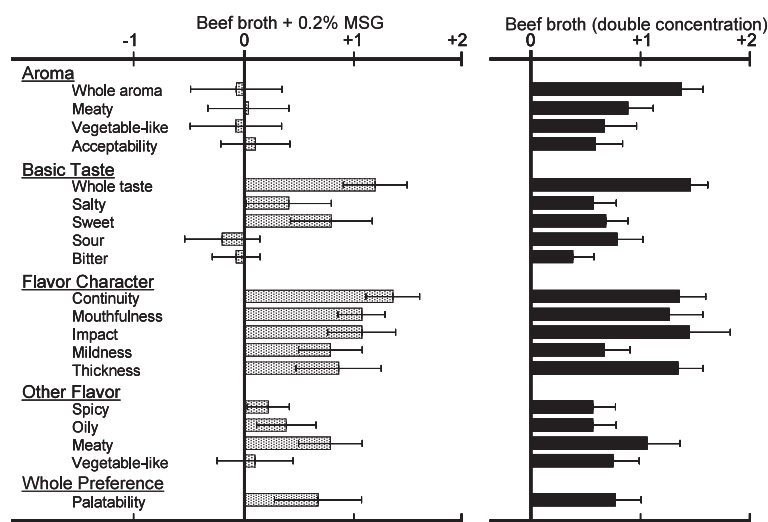 Beef broth + 0.2% MSG
-1 0 +1 +2
Beef broth (double concentration)
0 +1 +2
Aroma
Whole aroma
Meaty
Vegetable-like
Acceptability
Basic Taste
Whole taste
Salty
Sweet
Sour
Bitter
Flavor Character
Continuity
Mouthfulness
Impact
Mildness
Thickness
Other Flavor
Spicy
Oily
Meaty
Vegetable-like
Whole Preference
Palatability